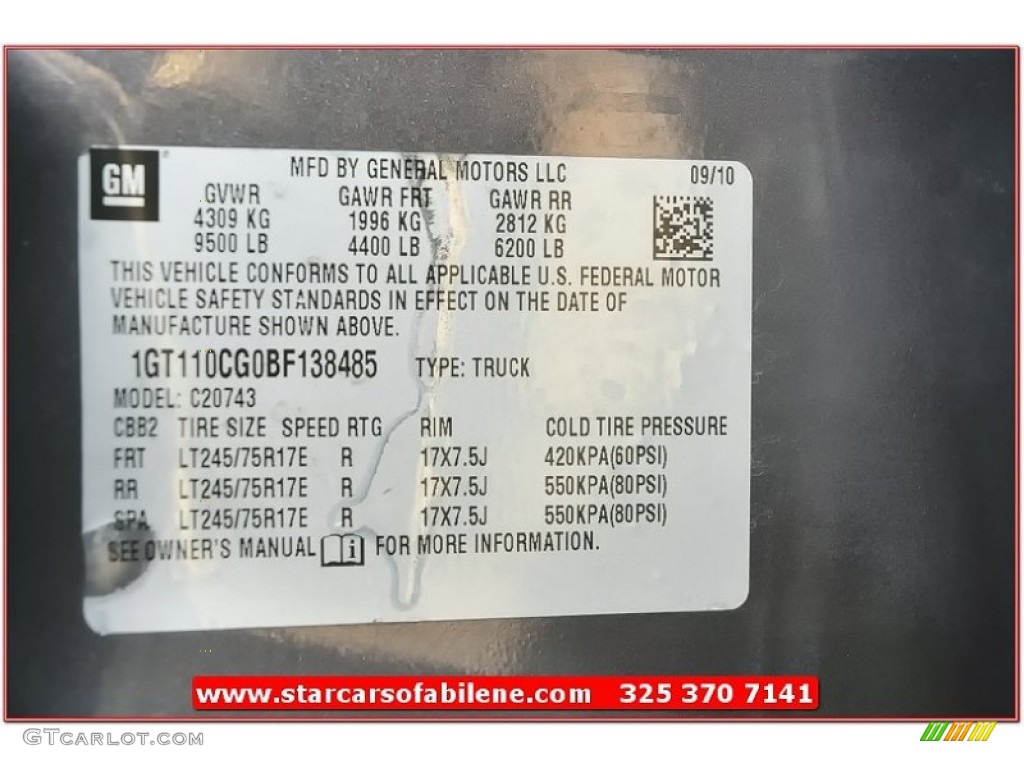 GM
MFD BY GENERAL MOTORS LLC 09/10
GVWR GAWR FRT GAWR RR
4309 KG 1996 KG 2812 KG
9500 LB 4400 LB 6200 LB
THIS VEHICLE CONFORMS TO ALL APPLICABLE U.S. FEDERAL MOTOR
VEHICLE SAFETY STANDARDS IN EFFECT ON THE DATE OF
MANUFACTURE SHOWN ABOVE.
1GT110CG0BF138485 TYPE: TRUCK
MODEL: C20743
CBB2 TIRE SIZE SPEED RTG RIM COLD TIRE PRESSURE
FRT LT245/75R17E R 17X7.5J 420KPA(60PSI)
RR LT245/75R17E R 17X7.5J 550KPA(80PSI)
SPA LT245/75R17E R 17X7.5J 550KPA(80PSI)
SEE OWNER'S MANUAL FOR MORE INFORMATION.
www.starcarsofabilene.com 325 370 7141
GTcarlot.com